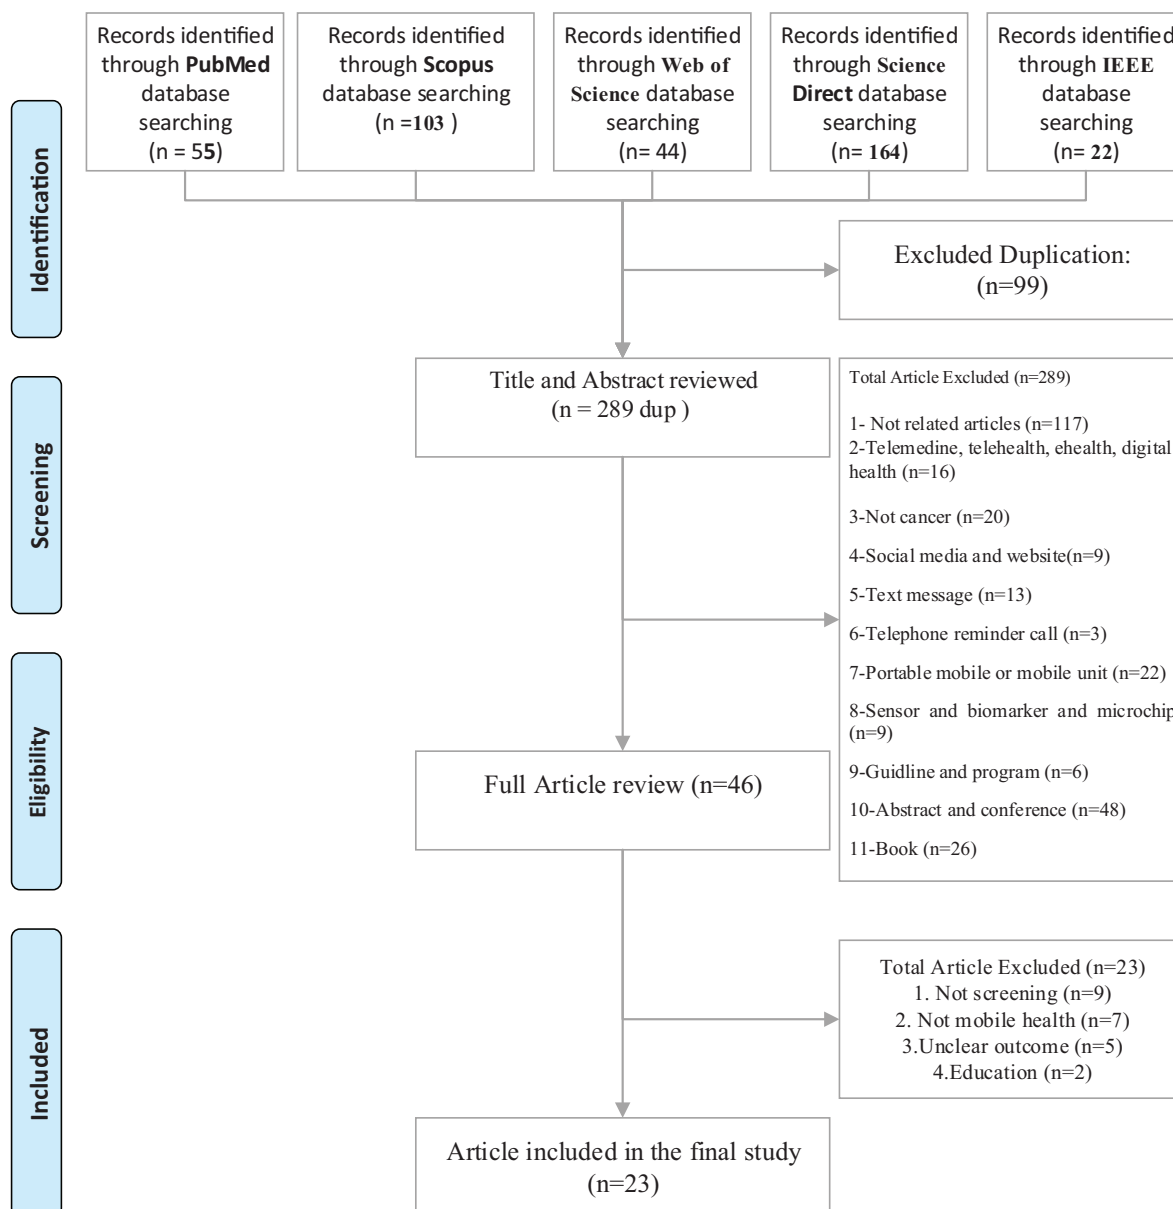 Records identified
through PubMed
database
searching
(n = 55)
Records identified
through Scopus
database searching
(n =103 )
Records identified
through Web of
Science database
searching
(n= 44)
Records identified
through Science
Direct database
searching
(n= 164)
Records identified
through IEEE
database
searching
(n= 22)
Identification
Excluded Duplication:
(n=99)
Screening
Title and Abstract reviewed
(n = 289 dup )
Total Article Excluded (n=289)
1- Not related articles (n=117)
2-Telemedine, telehealth, ehealth, digital
health (n=16)
3-Not cancer (n=20)
4-Social media and website(n=9)
5-Text message (n=13)
6-Telephone reminder call (n=3)
7-Portable mobile or mobile unit (n=22)
8-Sensor and biomarker and microchip
(n=9)
9-Guidline and program (n=6)
10-Abstract and conference (n=48)
11-Book (n=26)
Eligibility
Full Article review (n=46)
Included
Total Article Excluded (n=23)
1. Not screening (n=9)
2. Not mobile health (n=7)
3.Unclear outcome (n=5)
4.Education (n=2)
Article included in the final study
(n=23)